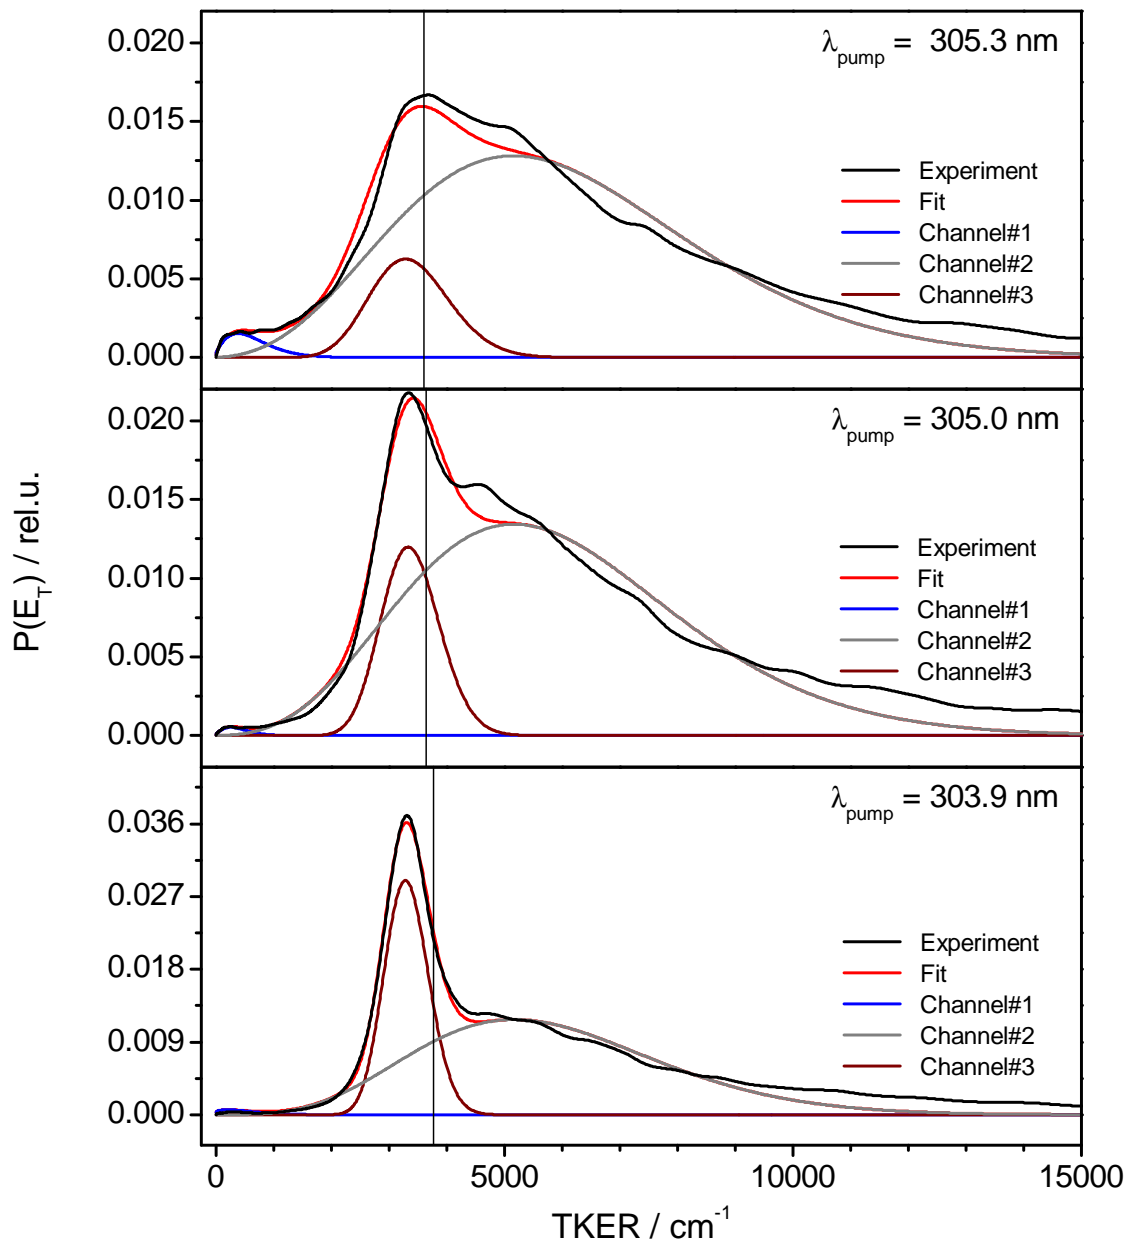 λpump = 305.3 nm
0.020
0.015
0.010
0.005
0.000
Experiment
Fit
Channel#1
Channel#2
Channel#3
λpump = 305.0 nm
0.020
0.015
0.010
0.005
0.000
Experiment
Fit
Channel#1
Channel#2
Channel#3
λpump = 303.9 nm
0.036
0.027
0.018
0.009
0.000
Experiment
Fit
Channel#1
Channel#2
Channel#3
P(ET) / rel.u.
0 5000 10000 15000
TKER / cm⁻¹